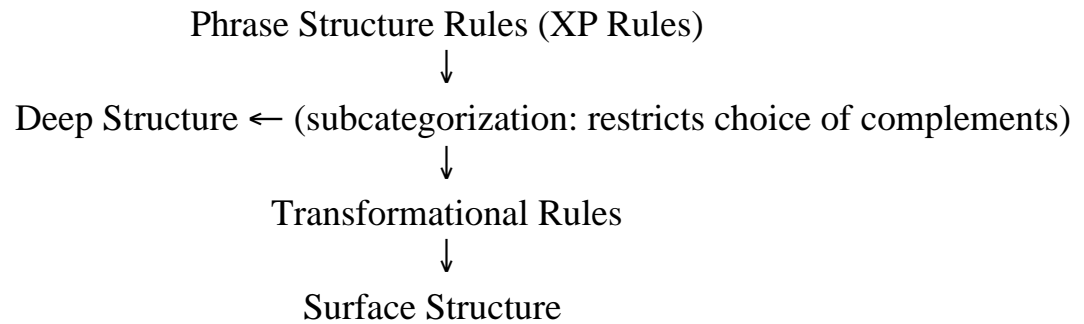 Phrase Structure Rules (XP Rules)
↓
Deep Structure ← (subcategorization: restricts choice of complements)
↓
Transformational Rules
↓
Surface Structure